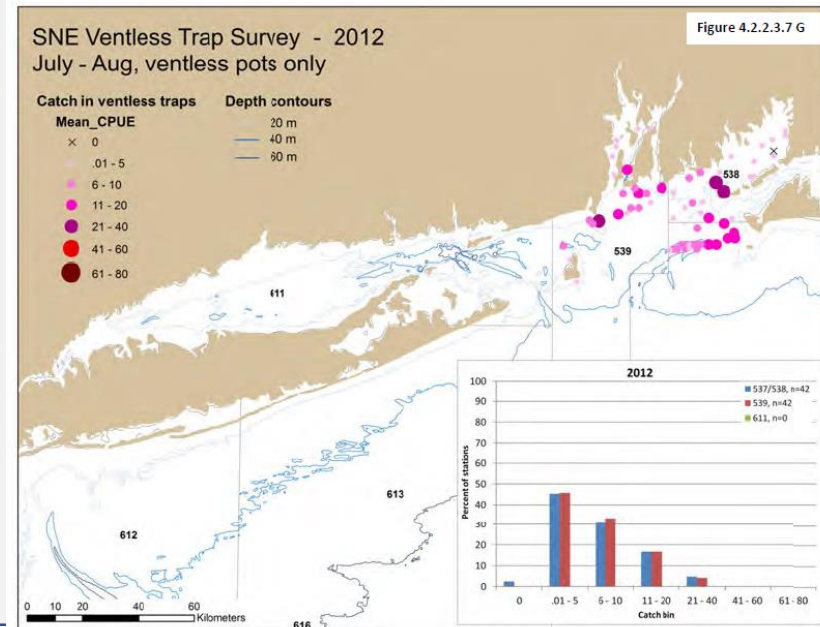 Figure 4.2.2.3.7 G
SNE Ventless Trap Survey - 2012
July - Aug, ventless pots only
Catch in ventless traps
Mean_CPUE
0
.01 - 5
6 - 10
11 - 20
21 - 40
41 - 60
61 - 80
Depth contours
20 m
40 m
60 m
538
539
611
613
612
616
0 10 20 40 60
Kilometers
2012
Percent of stations
100
90
80
70
60
50
40
30
20
10
0
537/538, n=42
539, n=42
611, n=0
0 .01 - 5 6 - 10 11 - 20 21 - 40 41 - 60 61 - 80
Catch bin